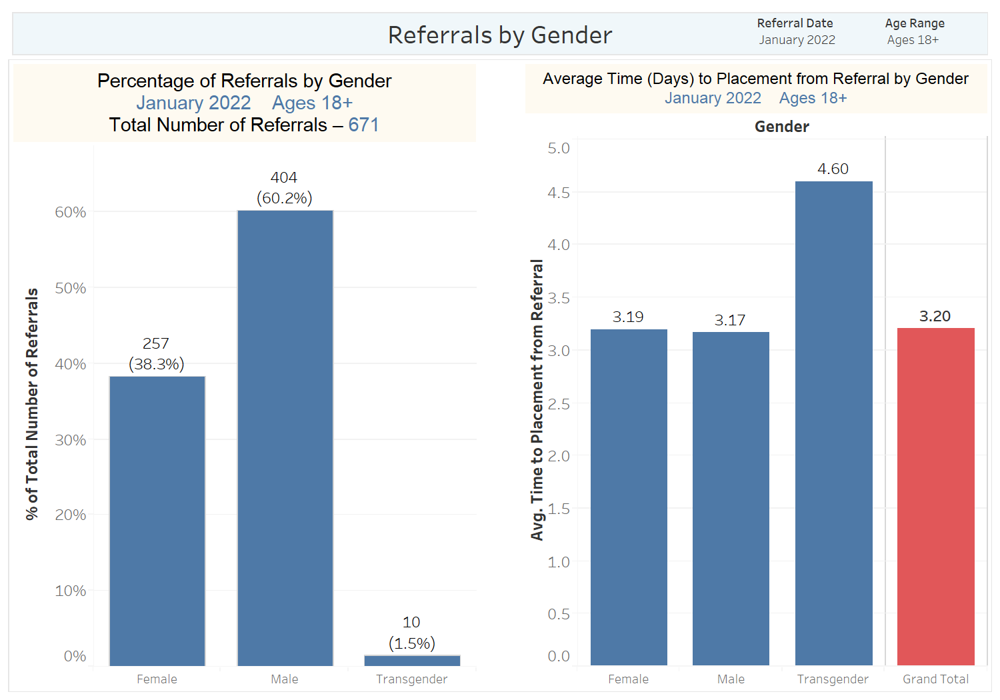 Referrals by Gender
Referral Date
January 2022
Age Range
Ages 18+
Percentage of Referrals by Gender
January 2022 Ages 18+
Total Number of Referrals – 671
% of Total Number of Referrals
60%
50%
40%
30%
20%
10%
0%
257
(38.3%)
404
(60.2%)
10
(1.5%)
Female
Male
Transgender
Average Time (Days) to Placement from Referral by Gender
January 2022 Ages 18+
Gender
Avg. Time to Placement from Referral
5.0
4.5
4.0
3.5
3.0
2.5
2.0
1.5
1.0
0.5
0.0
3.19
3.17
4.60
3.20
Female
Male
Transgender
Grand Total